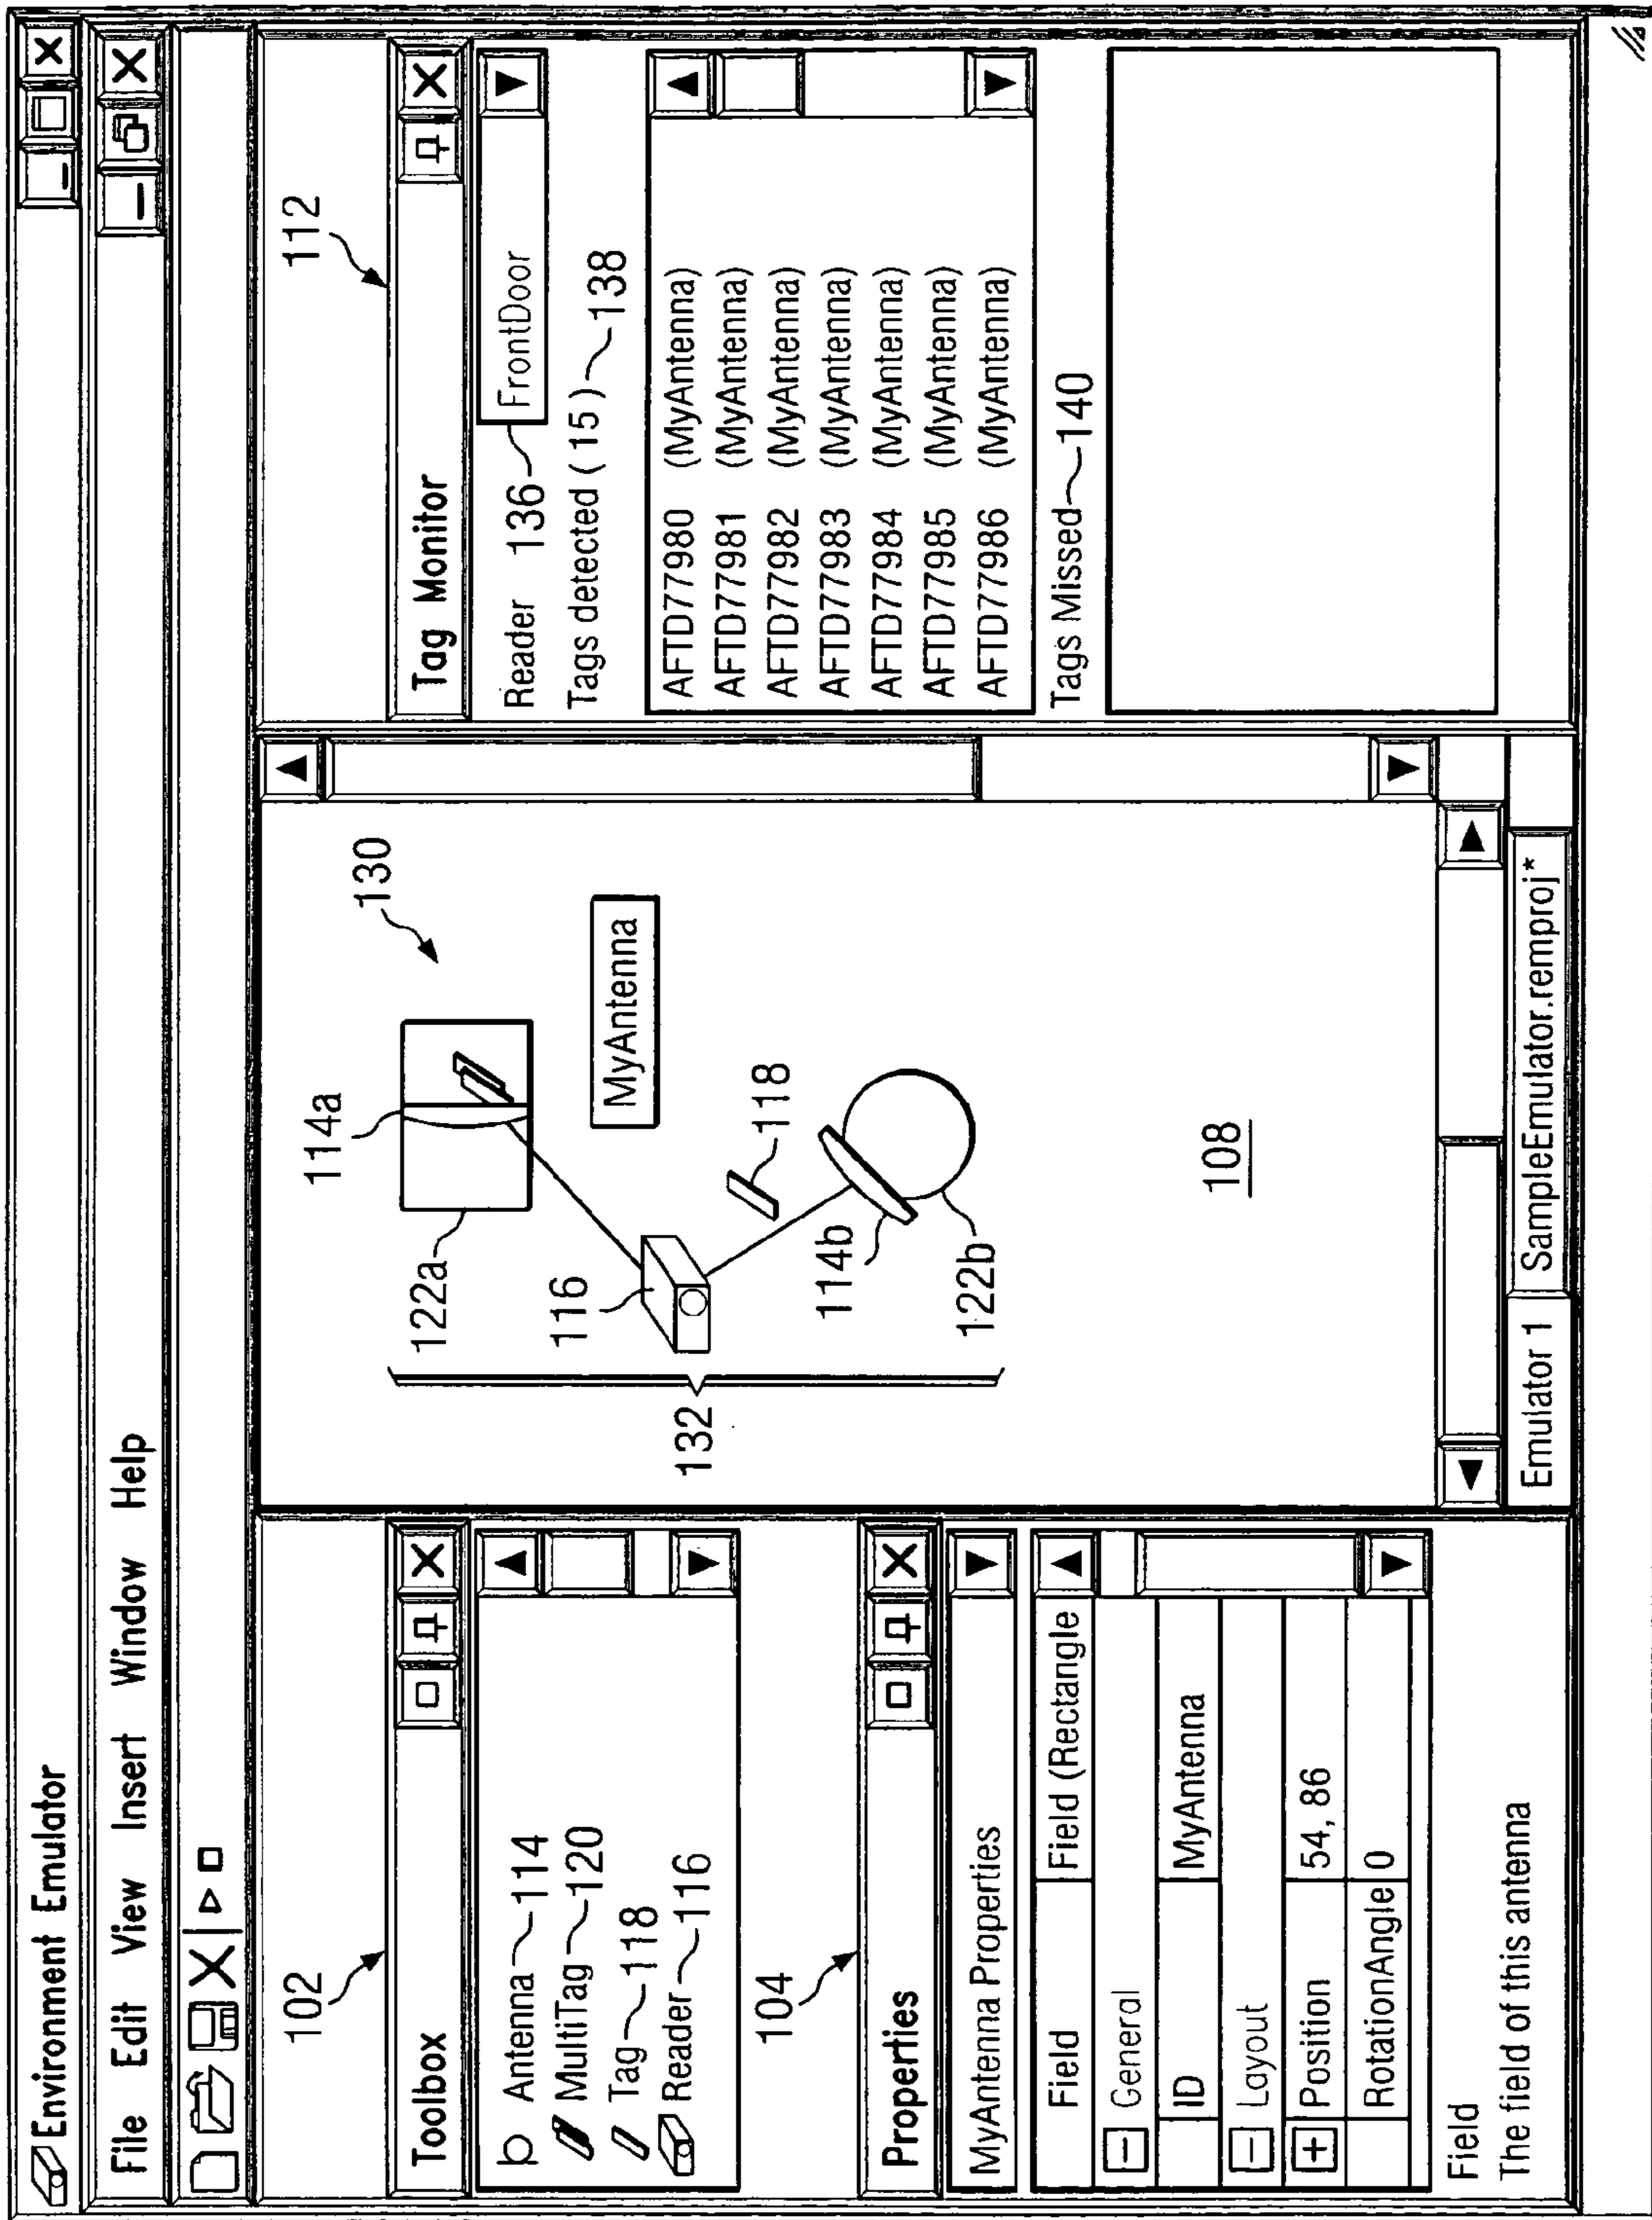 Environment Emulator
File Edit View Insert Window Help
102
Toolbox
Antenna 114
MultiTag 120
Tag 118
Reader 116
104
Properties
MyAntenna Properties
Field Field (Rectangle
General
ID MyAntenna
Layout
Position 54, 86
RotationAngle 0
Field
The field of this antenna
130
114a
122a
MyAntenna
116
118
132
114b
122b
108
Emulator 1 SampleEmulator.remproj*
112
Tag Monitor
Reader 136 FrontDoor
Tags detected ( 15 ) 138
AFTD77980 (MyAntenna)
AFTD77981 (MyAntenna)
AFTD77982 (MyAntenna)
AFTD77983 (MyAntenna)
AFTD77984 (MyAntenna)
AFTD77985 (MyAntenna)
AFTD77986 (MyAntenna)
Tags Missed 140